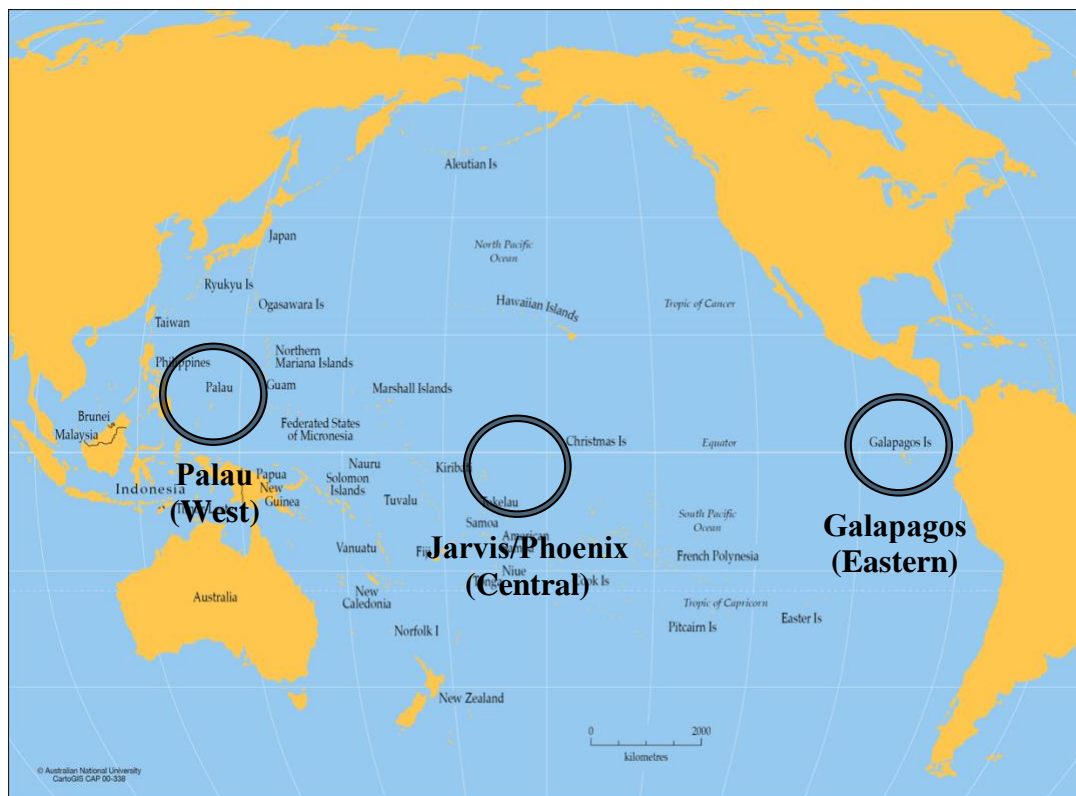 Aleutian Is
Japan
North Pacific
Ocean
Ryukyu Is
Ogasawara Is
Hawaiian Islands
Tropic of Cancer
Taiwan
Northern
Mariana Islands
Philippines
Palau
Guam
Marshall Islands
Brunei
Malaysia
Federated States
of Micronesia
Christmas Is
Equator
Galapagos Is
Nauru
Kiribati
Palau
(West)
Indonesia
Papua
New
Guinea
Solomon
Islands
Tuvalu
Tokelau
Samoa
American
Samoa
South Pacific
Ocean
Galapagos
(Eastern)
Jarvis/Phoenix
(Central)
Vanuatu
Fiji
French Polynesia
Niue
Tonga
Cook Is
New
Caledonia
Australia
Tropic of Capricorn
Easter Is
Pitcairn Is
Norfolk I
New Zealand
0 2000
kilometres
© Australian National University
CartoGIS CAP 00-338